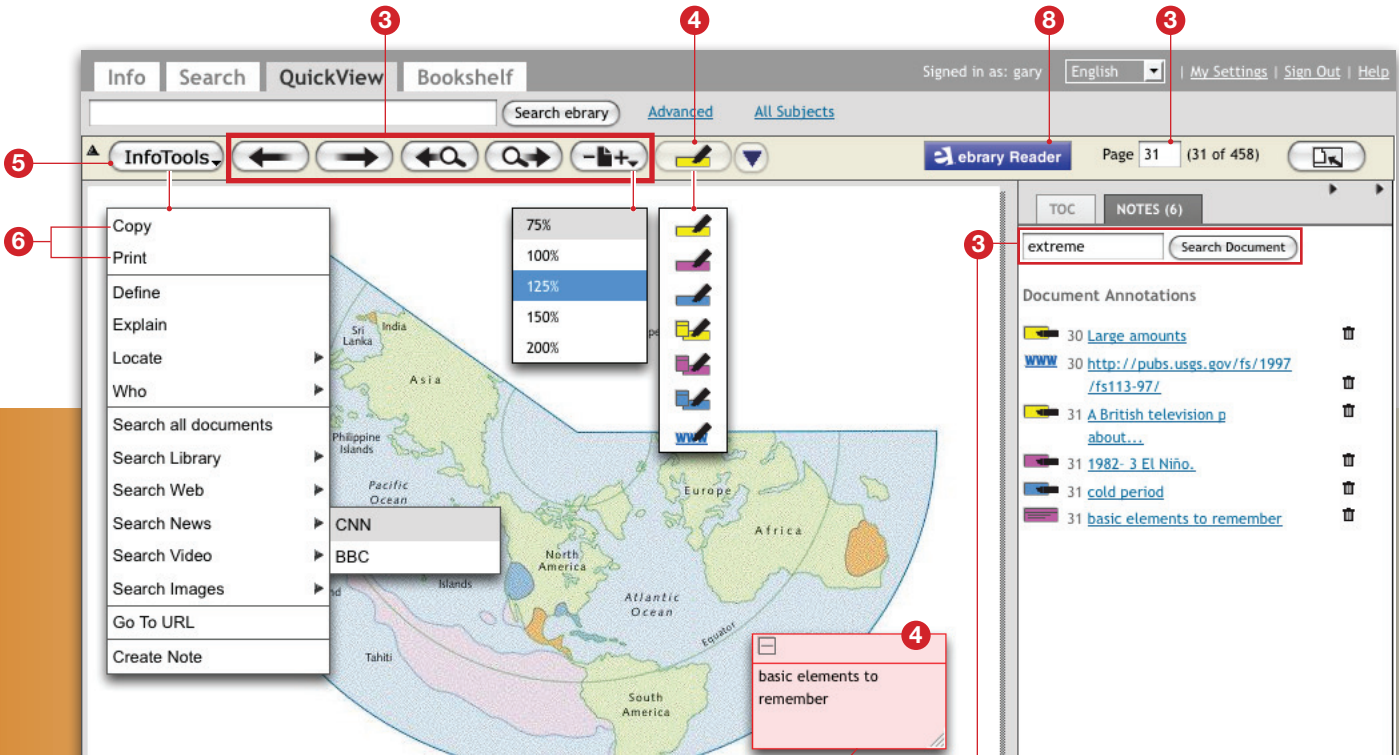 3 4 8 3
Info Search QuickView Bookshelf Signed in as: gary English | My Settings | Sign Out | Help
Search ebrary Advanced All Subjects
5 InfoTools - + ebrary Reader Page 31 (31 of 458)
6
Copy
Print
Define
Explain
Locate
Who
Search all documents
Search Library
Search Web
Search News
Search Video
Search Images
Go To URL
Create Note
CNN
BBC
75%
100%
125%
150%
200%
www
Sri
Lanka
India
Asia
Philippine
Islands
Pacific
Ocean
North
America
Islands
Atlantic
Ocean
Europe
Africa
Equator
Tahiti
South
America
4
basic elements to
remember
TOC NOTES (6)
3 extreme Search Document
Document Annotations
30 Large amounts
WWW 30 http://pubs.usgs.gov/fs/1997
/fs113-97/
31 A British television p
about...
31 1982- 3 El Niño.
31 cold period
31 basic elements to remember